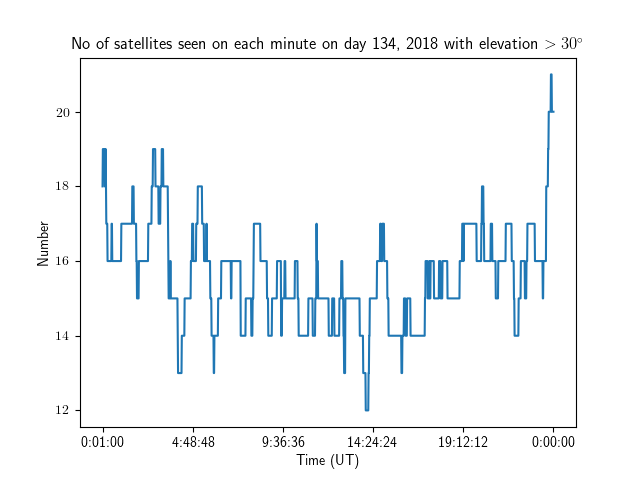 No of satellites seen on each minute on day 134, 2018 with elevation > 30°
20
18
16
14
12
Number
0:01:00 4:48:48 9:36:36 14:24:24 19:12:12 0:00:00
Time (UT)